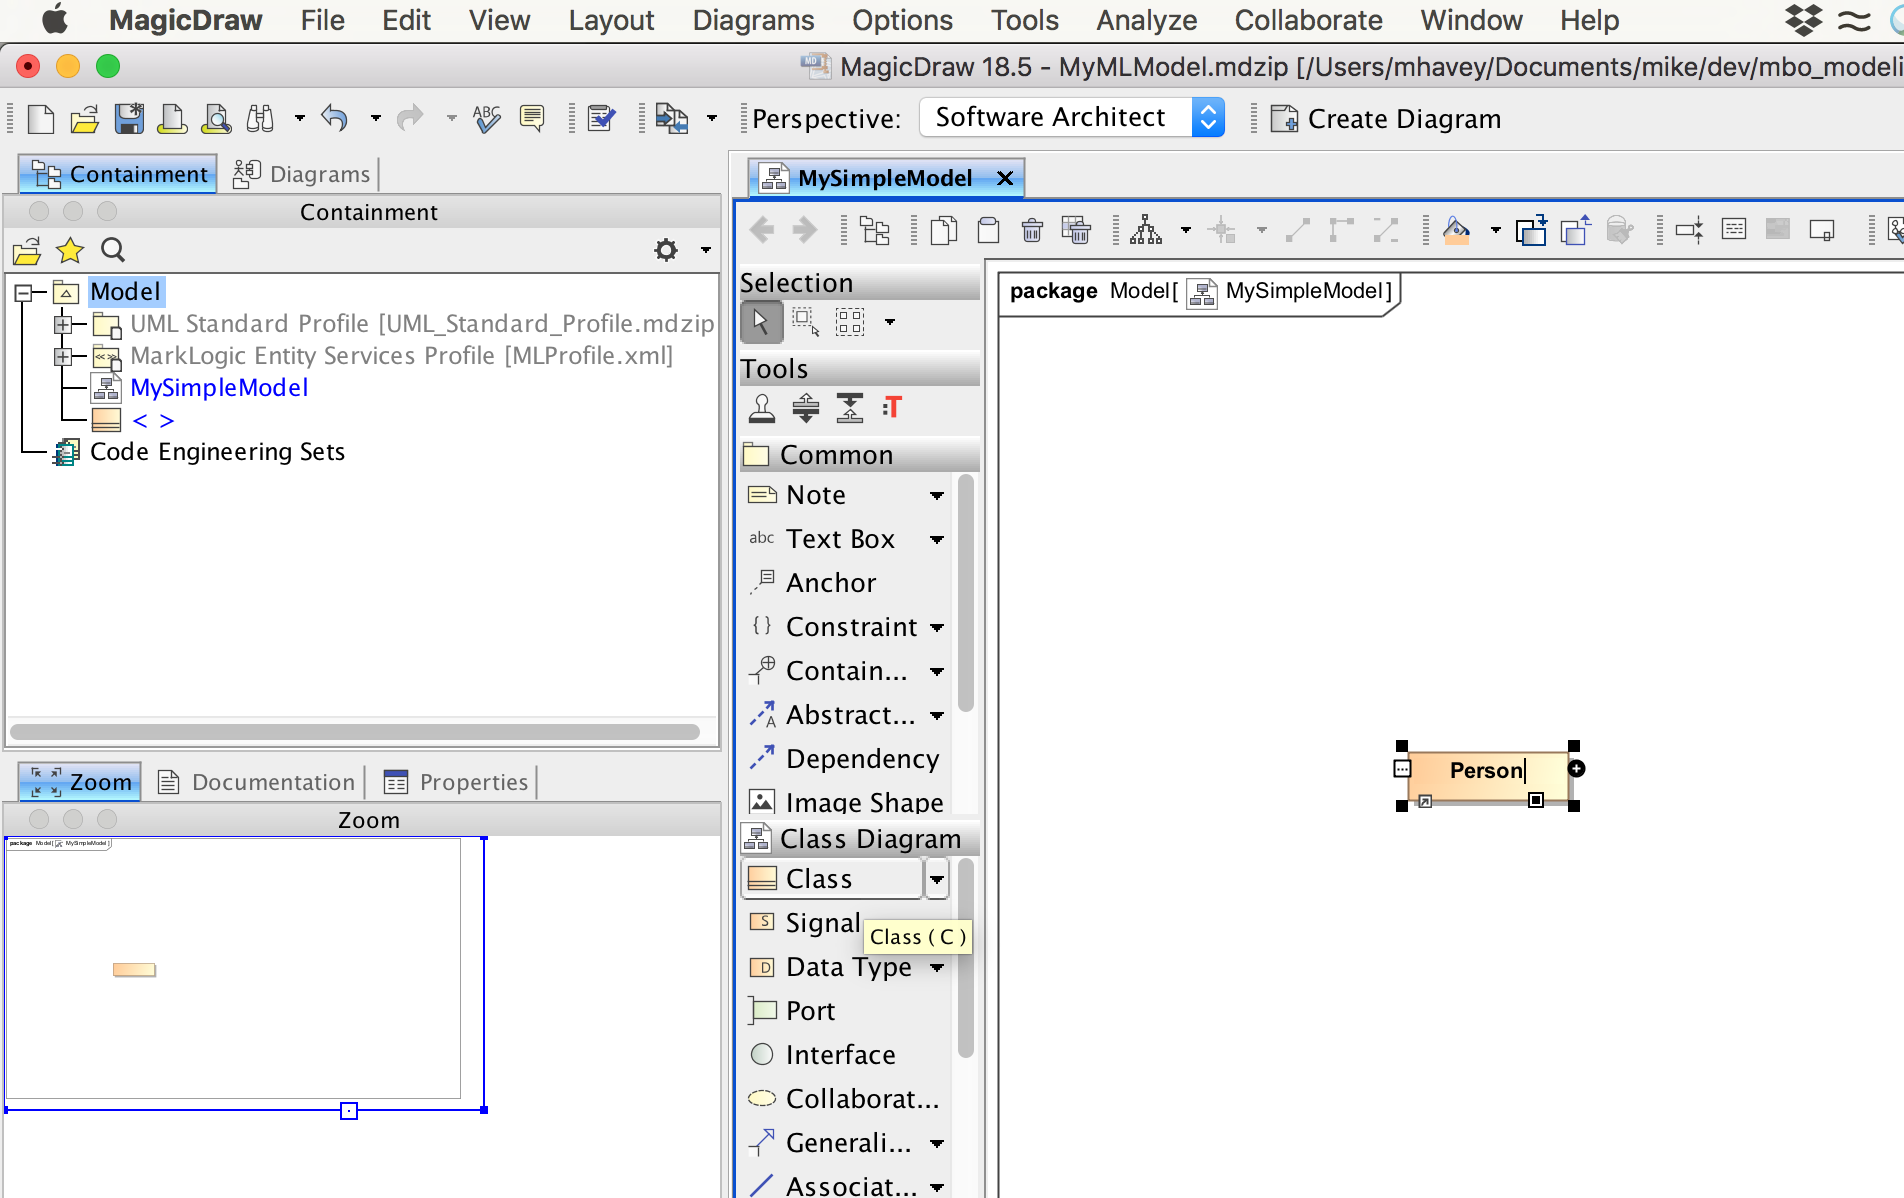 MagicDraw File Edit View Layout Diagrams Options Tools Analyze Collaborate Window Help
MagicDraw 18.5 - MyMLModel.mdzip [/Users/mhavey/Documents/mike/dev/mbo_modeli
Perspective: Software Architect Create Diagram
Containment Diagrams
Containment
Model
UML Standard Profile [UML_Standard_Profile.mdzip
MarkLogic Entity Services Profile [MLProfile.xml]
MySimpleModel
< >
Code Engineering Sets
Zoom Documentation Properties
Zoom
package Model[ MySimpleModel ]
MySimpleModel
Selection
Tools
:T
Common
Note
abc Text Box
Anchor
{ } Constraint
Contain...
Abstract...
Dependency
Image Shape
Class Diagram
Class
S Signal
Class ( C )
D Data Type
Port
Interface
Collaborat...
Generali...
Associat...
package Model[ MySimpleModel ]
Person